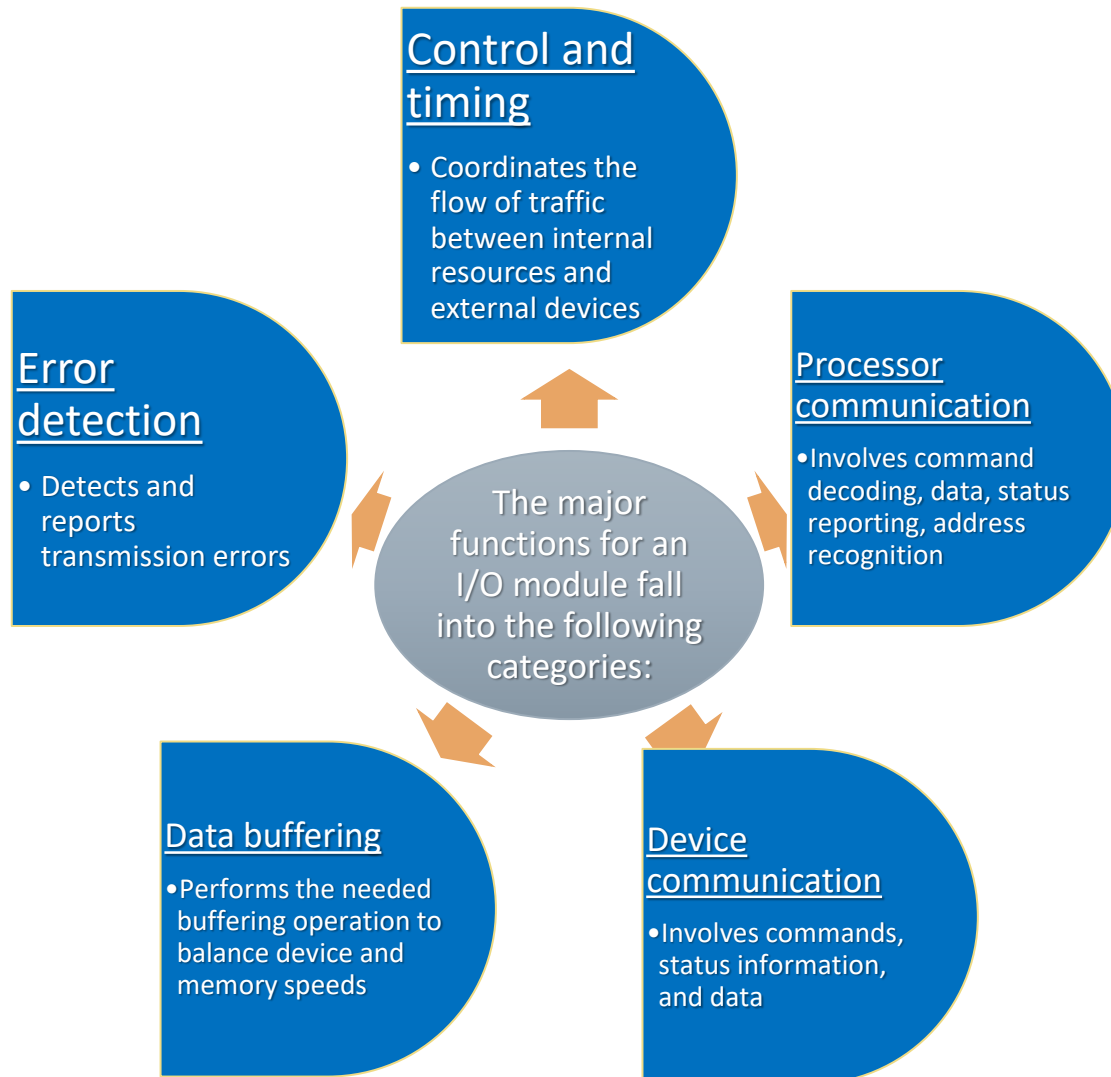 Control and
timing
• Coordinates the
flow of traffic
between internal
resources and
external devices
Processor
communication
•Involves command
decoding, data, status
reporting, address
recognition
Device
communication
•Involves commands,
status information,
and data
Data buffering
•Performs the needed
buffering operation to
balance device and
memory speeds
Error
detection
• Detects and
reports
transmission errors
The major
functions for an
I/O module fall
into the following
categories: